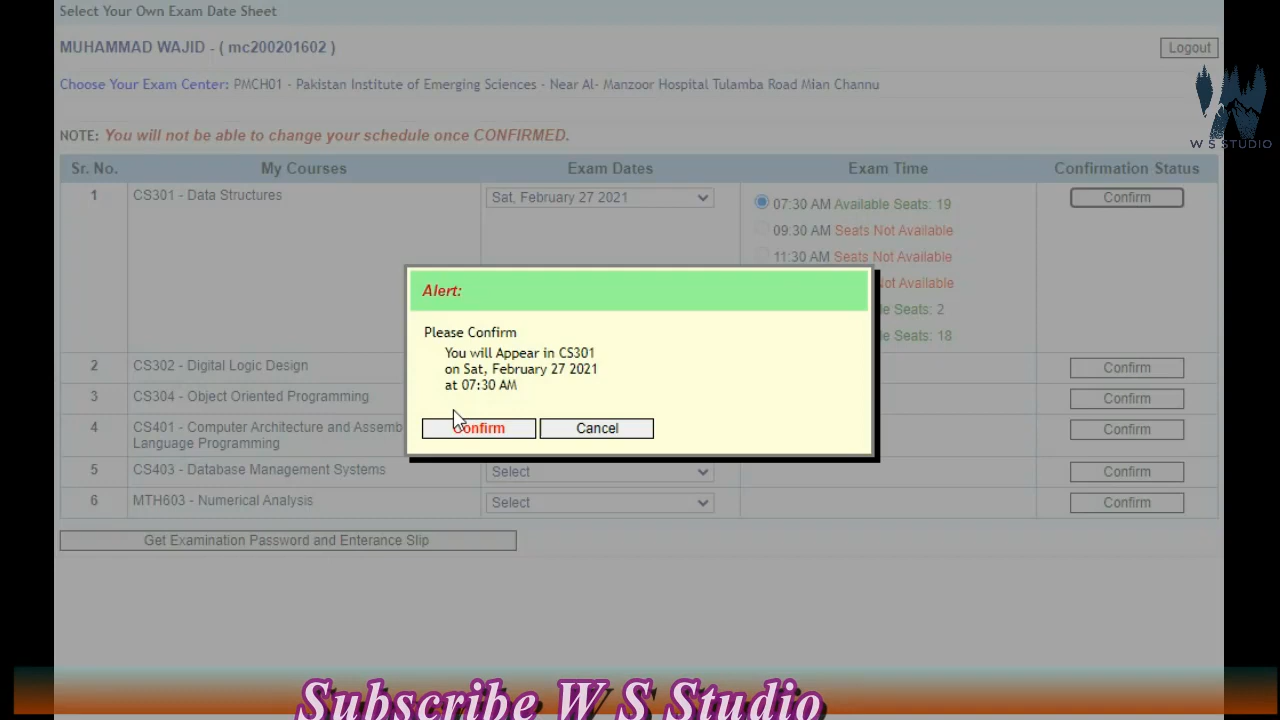 Select Your Own Exam Date Sheet
MUHAMMAD WAJID - ( mc200201602 )
Logout
Choose Your Exam Center: PMCH01 - Pakistan Institute of Emerging Sciences - Near Al- Manzoor Hospital Tulamba Road Mian Channu
W S STUDIO
NOTE: You will not be able to change your schedule once CONFIRMED.
Sr. No. My Courses Exam Dates Exam Time Confirmation Status
1 CS301 - Data Structures Sat, February 27 2021 07:30 AM Available Seats: 19 Confirm
09:30 AM Seats Not Available
11:30 AM Seats Not Available
Not Available
Seats: 2
Seats: 18
Alert:
Please Confirm
You will Appear in CS301
on Sat, February 27 2021
at 07:30 AM
Confirm Cancel
2 CS302 - Digital Logic Design Confirm
3 CS304 - Object Oriented Programming Confirm
4 CS401 - Computer Architecture and Confirm
Language Programming
5 CS403 - Database Management Systems Select Confirm
6 MTH603 - Numerical Analysis Select Confirm
Get Examination Password and Enterance Slip
Subscribe W S Studio